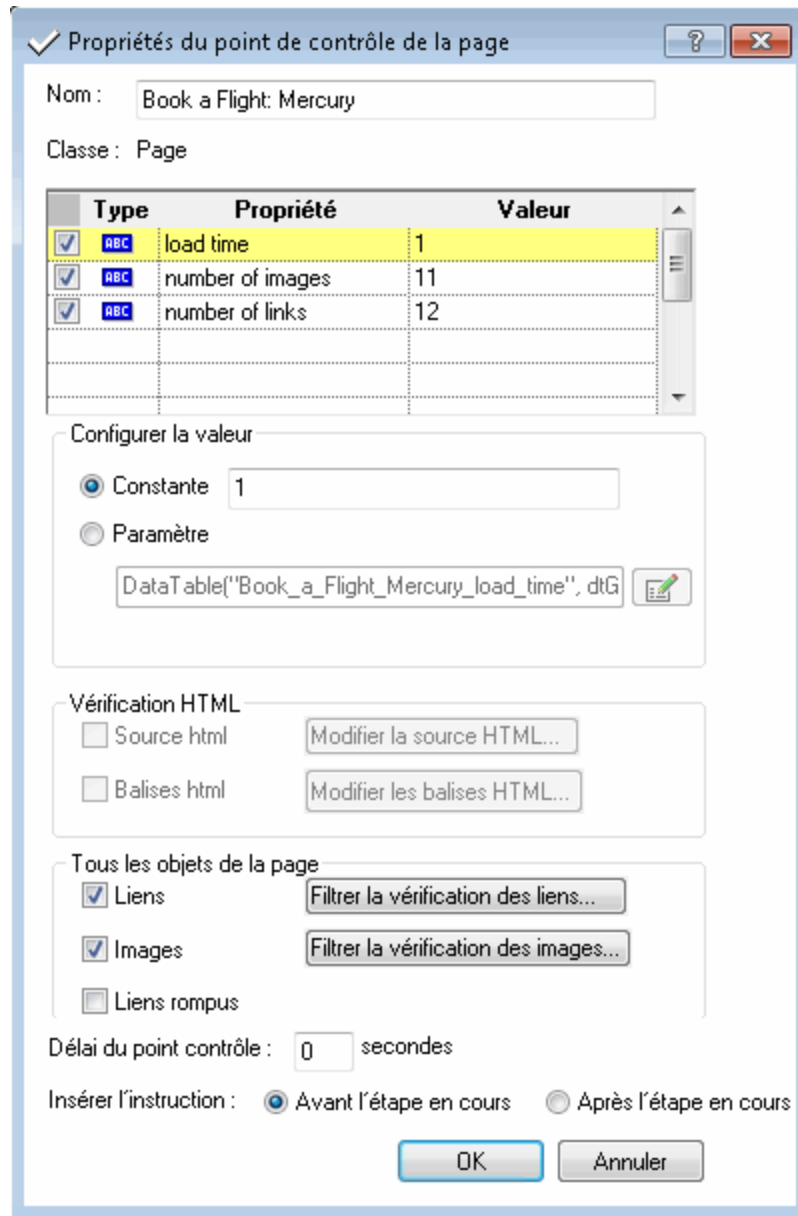 Propriétés du point de contrôle de la page
Nom : Book a Flight: Mercury
Classe : Page
Type Propriété Valeur
ABC load time 1
ABC number of images 11
ABC number of links 12
Configurer la valeur
Constante 1
Paramètre
DataTable("Book_a_Flight_Mercury_load_time", dtG
Vérification HTML
Source html Modifier la source HTML...
Balises html Modifier les balises HTML...
Tous les objets de la page
Liens Filtrer la vérification des liens...
Images Filtrer la vérification des images...
Liens rompus
Délai du point contrôle : 0 secondes
Insérer l'instruction : Avant l'étape en cours Après l'étape en cours
OK Annuler